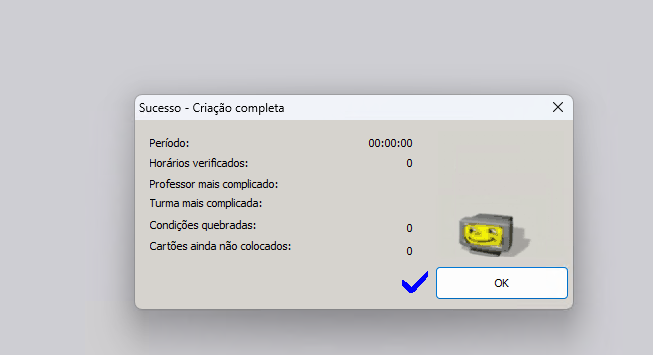 Sucesso - Criação completa
Período: 00:00:00
Horários verificados: 0
Professor mais complicado:
Turma mais complicada:
Condições quebradas: 0
Cartões ainda não colocados: 0
OK